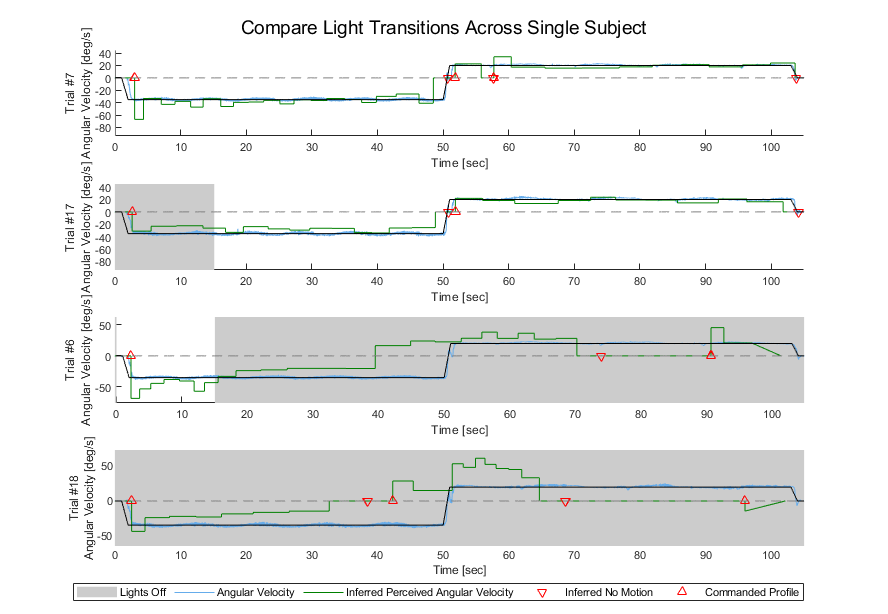 Compare Light Transitions Across Single Subject
Trial #7
Angular Velocity [deg/s]
40
20
0
-20
-40
-60
-80
0 10 20 30 40 50 60 70 80 90 100
Time [sec]
Trial #17
Angular Velocity [deg/s]
40
20
0
-20
-40
-60
-80
0 10 20 30 40 50 60 70 80 90 100
Time [sec]
Trial #6
Angular Velocity [deg/s]
50
0
-50
0 10 20 30 40 50 60 70 80 90 100
Time [sec]
Trial #18
Angular Velocity [deg/s]
50
0
-50
0 10 20 30 40 50 60 70 80 90 100
Time [sec]
Lights Off Angular Velocity Inferred Perceived Angular Velocity Inferred No Motion Commanded Profile